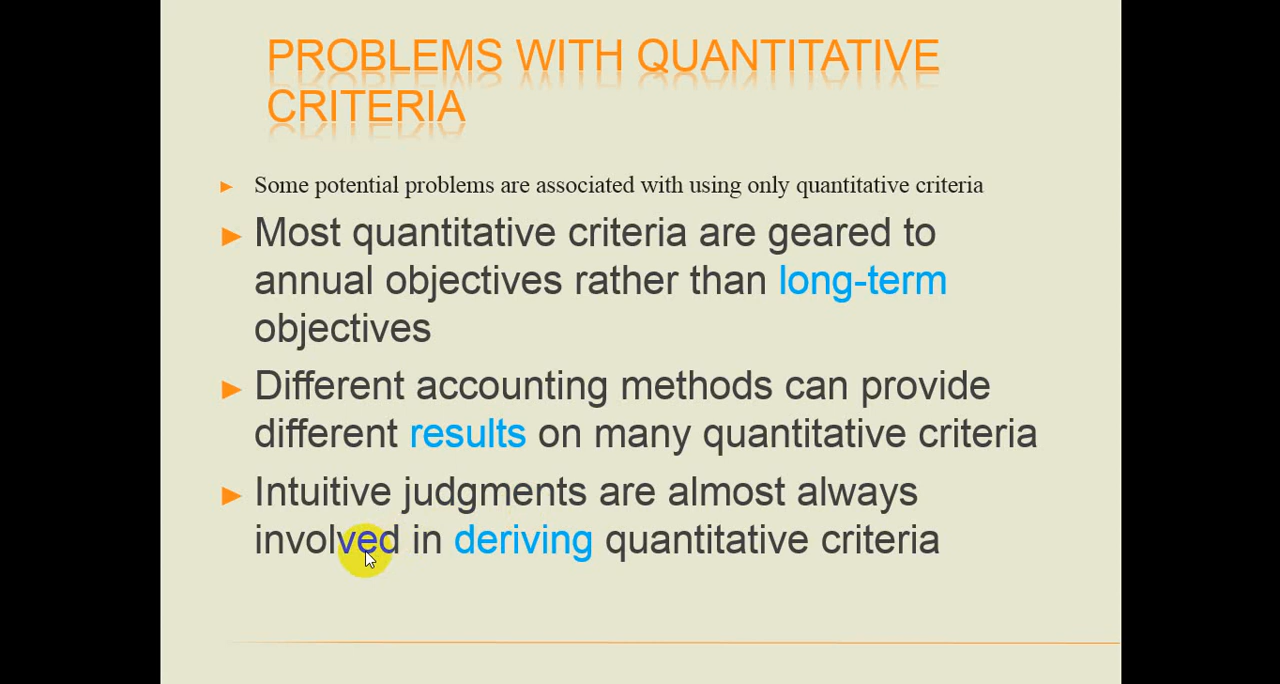 PROBLEMS WITH QUANTITATIVE
CRITERIA
Some potential problems are associated with using only quantitative criteria
Most quantitative criteria are geared to
annual objectives rather than long-term
objectives
Different accounting methods can provide
different results on many quantitative criteria
Intuitive judgments are almost always
involved in deriving quantitative criteria